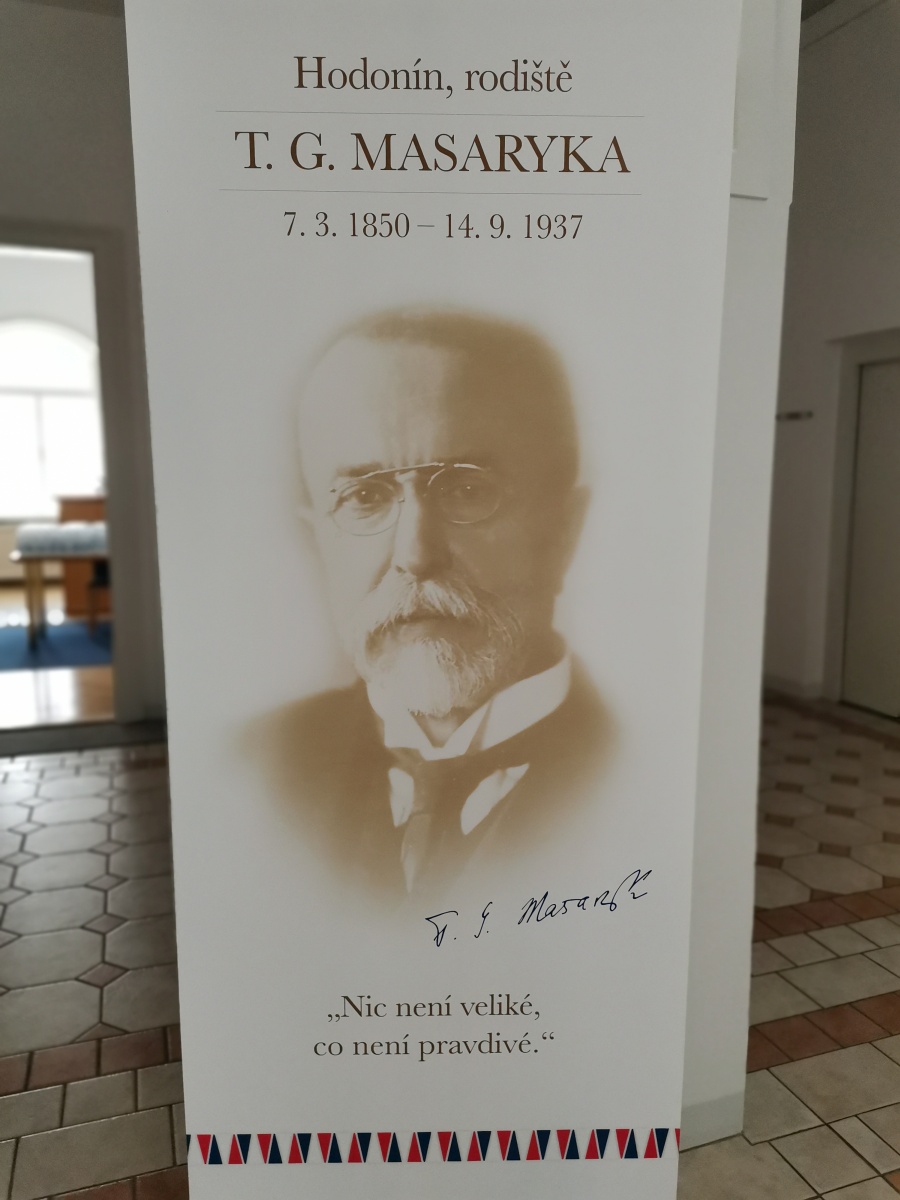 Hodonín, rodiště
T. G. MASARYKA
7. 3. 1850 – 14. 9. 1937
T. G. Masaryk
„Nic není veliké,
co není pravdivé.“